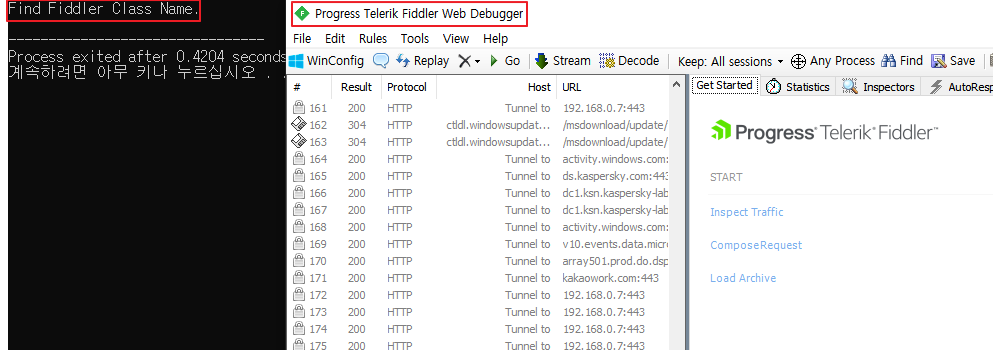 Find Fiddler Class Name.
--------------------------------
Process exited after 0.4204 seconds
계속하려면 아무 키나 누르십시오 . .
Progress Telerik Fiddler Web Debugger
File Edit Rules Tools View Help
WinConfig Replay Go Stream Decode Keep: All sessions Any Process Find Save
# Result Protocol Host URL
161 200 HTTP Tunnel to 192.168.0.7:443
162 304 HTTP ctldl.windowsupdat... /msdownload/update/
163 304 HTTP ctldl.windowsupdat... /msdownload/update/
164 200 HTTP Tunnel to activity.windows.com:
165 200 HTTP Tunnel to ds.kaspersky.com:443
166 200 HTTP Tunnel to dc1.ksn.kaspersky-lab
167 200 HTTP Tunnel to dc1.ksn.kaspersky-lab
168 200 HTTP Tunnel to activity.windows.com:
169 200 HTTP Tunnel to v10.events.data.micr
170 200 HTTP Tunnel to array501.prod.do.dsp
171 200 HTTP Tunnel to kakaowork.com:443
172 200 HTTP Tunnel to 192.168.0.7:443
173 200 HTTP Tunnel to 192.168.0.7:443
174 200 HTTP Tunnel to 192.168.0.7:443
175 200 HTTP Tunnel to 192.168.0.7:443
Get Started Statistics Inspectors AutoResp
Progress Telerik Fiddler
START
Inspect Traffic
Compose Request
Load Archive